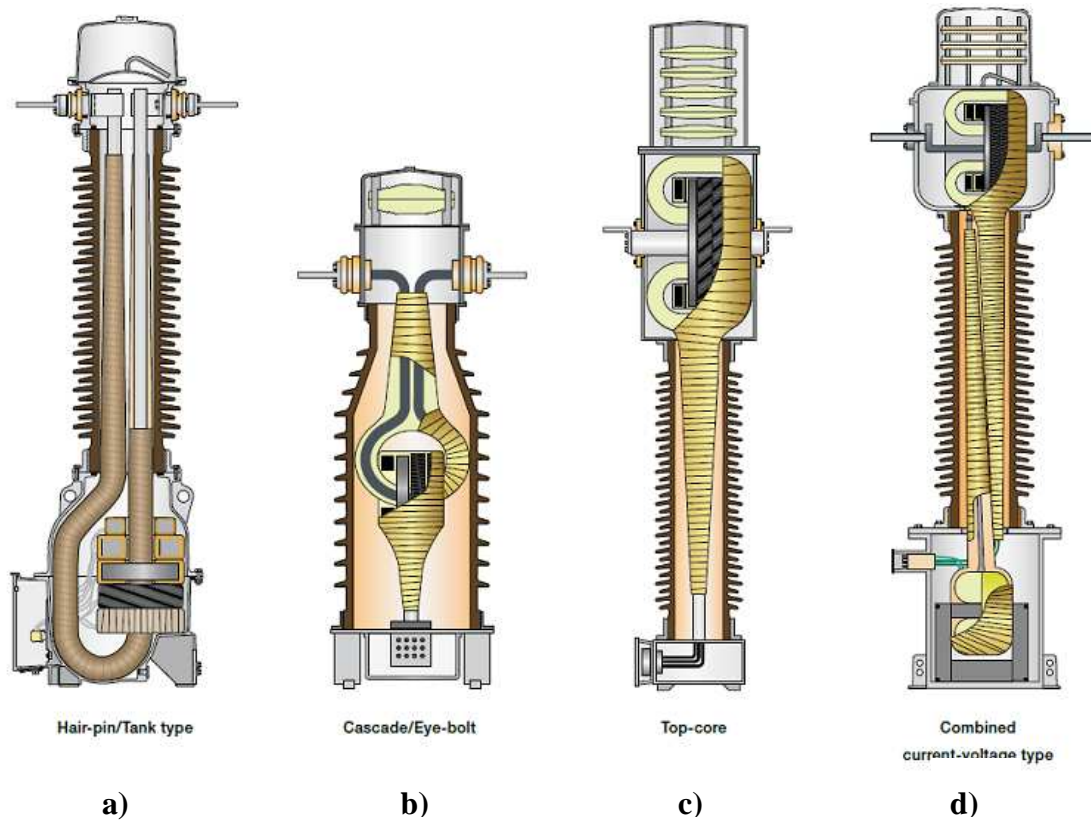 Hair-pin/Tank type
Cascade/Eye-bolt
Top-core
Combined
current-voltage type
a)
b)
c)
d)